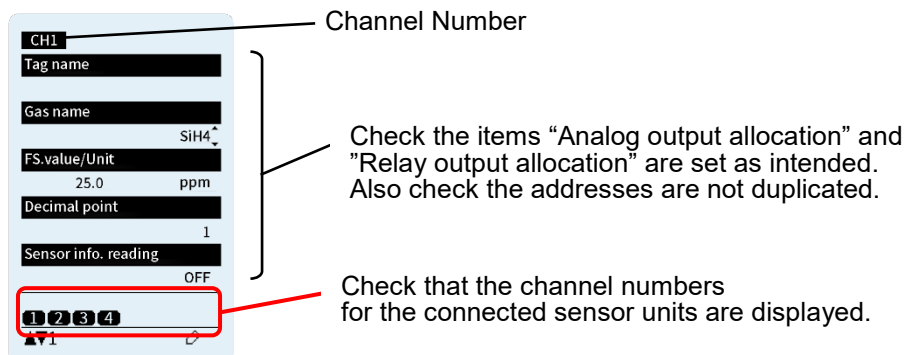 Channel Number
CH1
Tag name
Gas name
SiH4
FS.value/Unit
25.0 ppm
Decimal point
1
Sensor info. reading
OFF
1 2 3 4
▲▼1
Check the items “Analog output allocation” and
”Relay output allocation” are set as intended.
Also check the addresses are not duplicated.
Check that the channel numbers
for the connected sensor units are displayed.